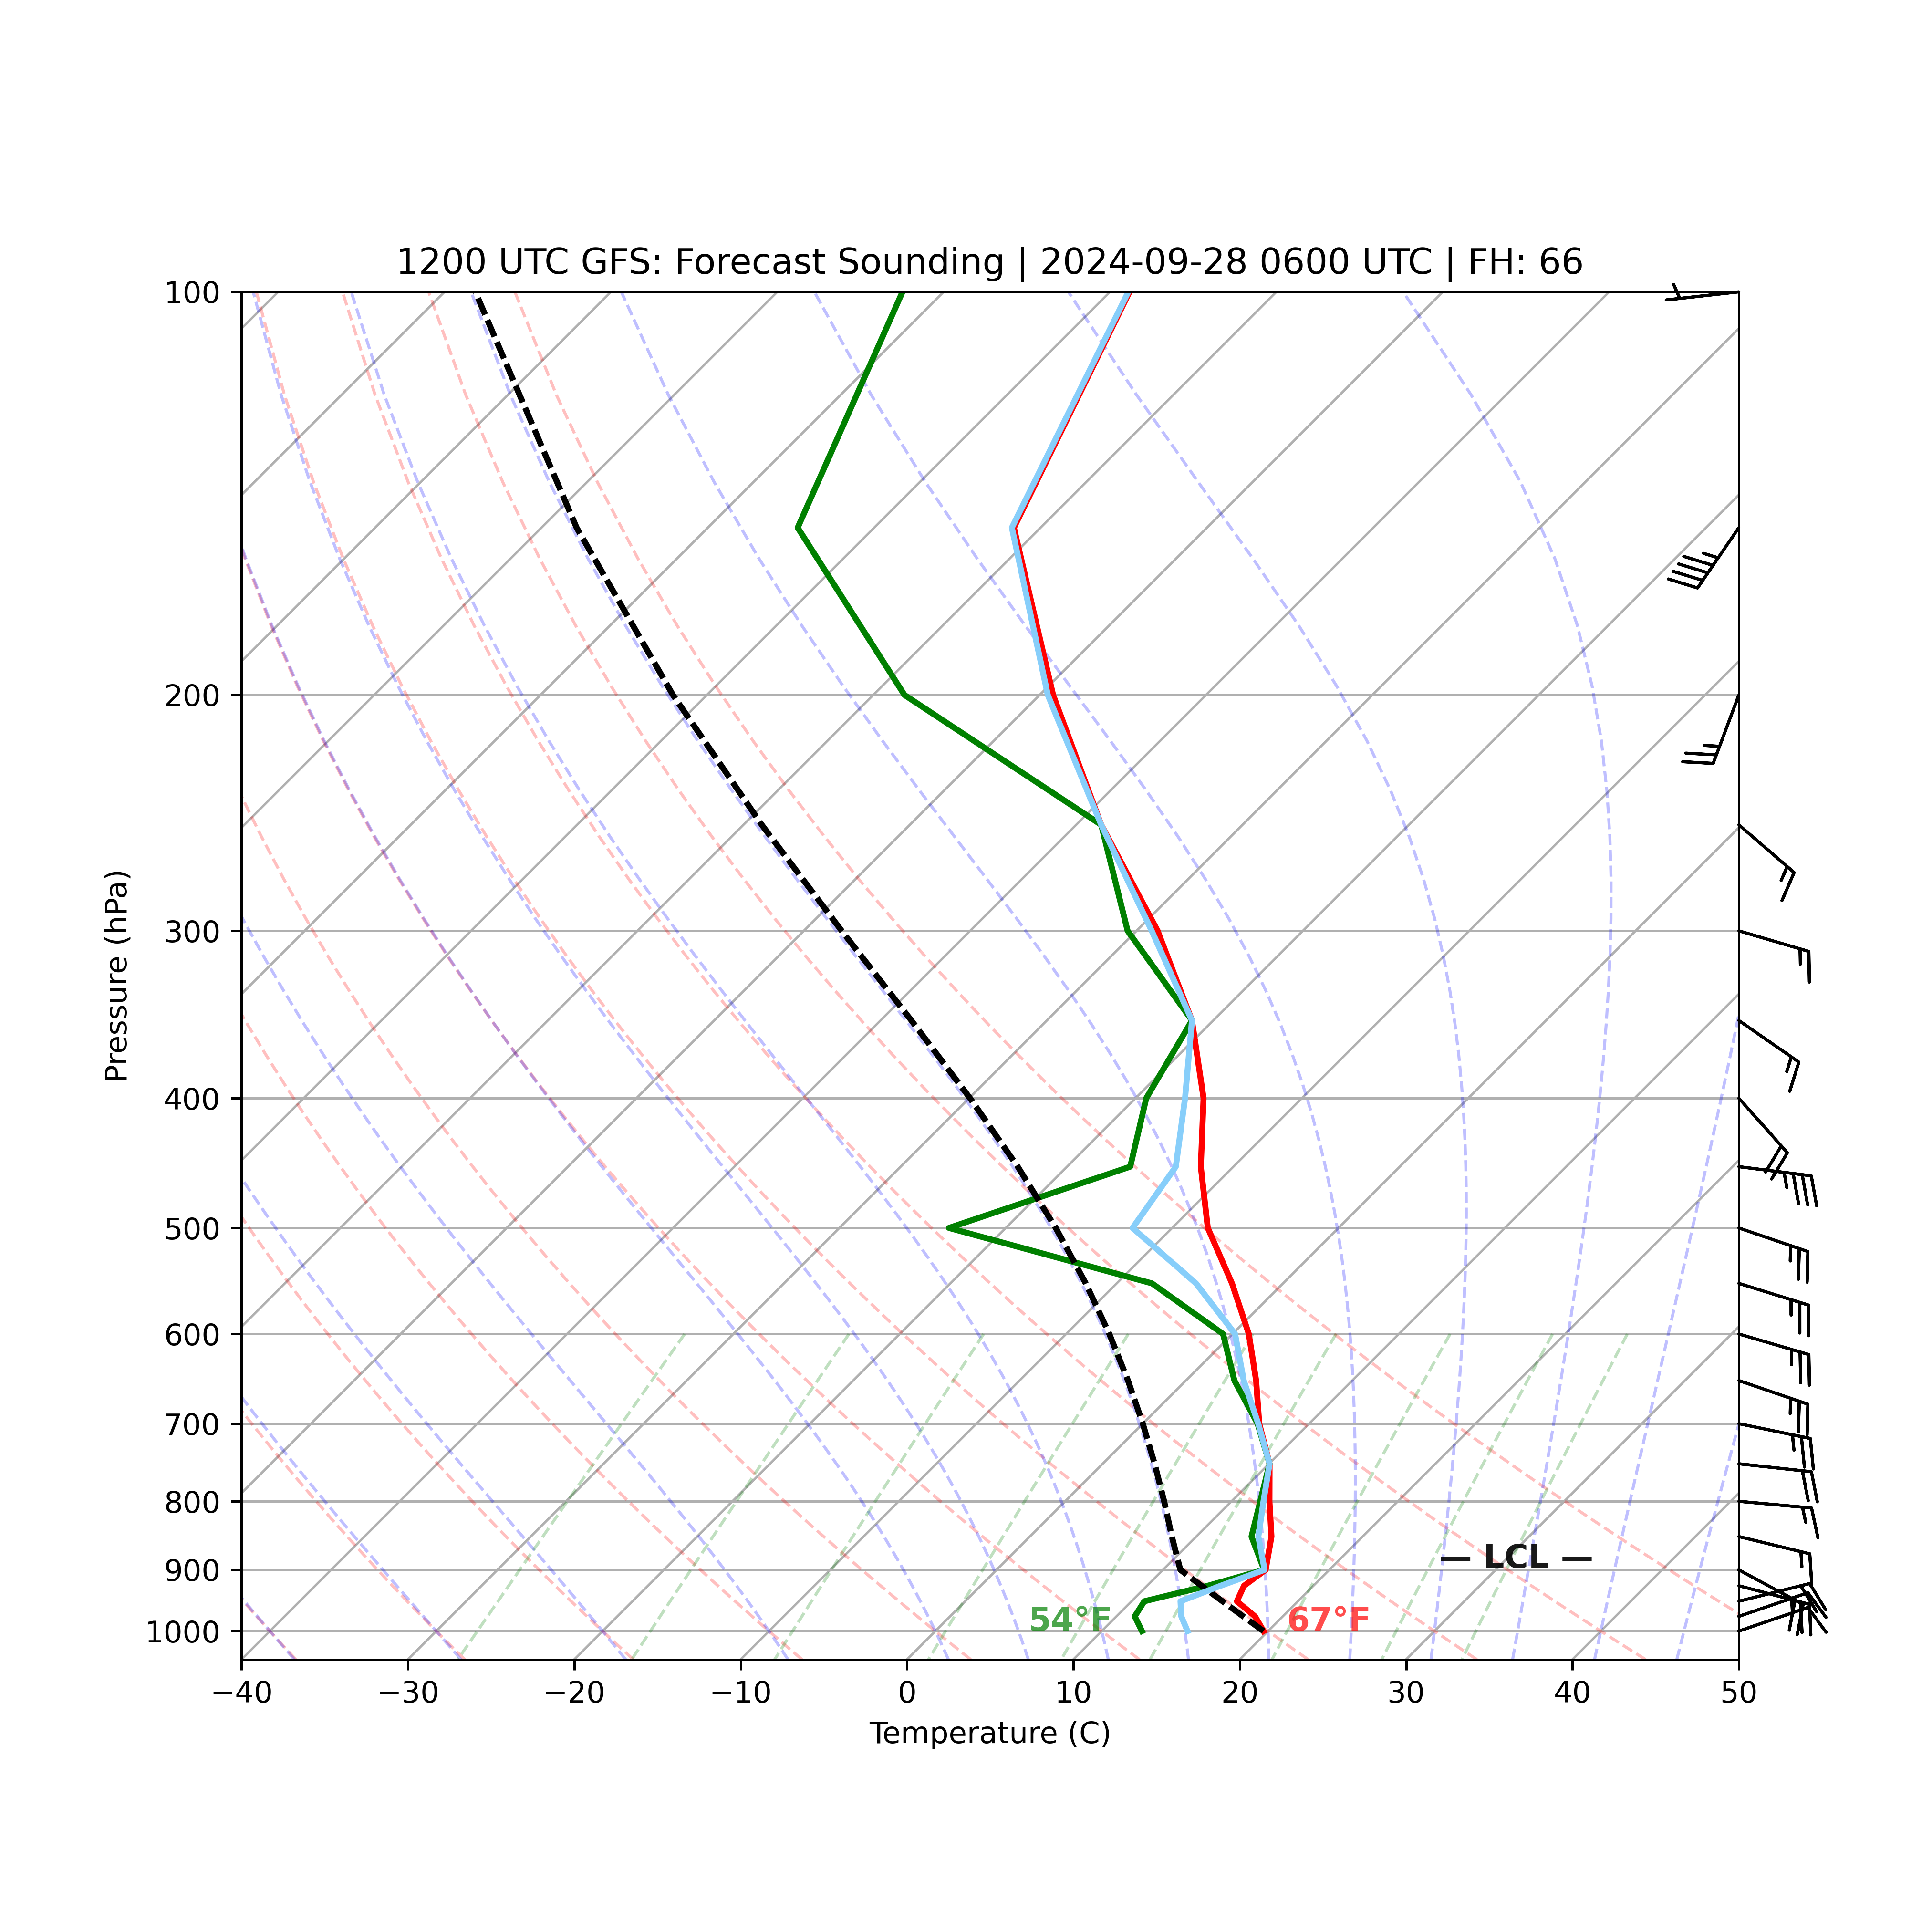 1200 UTC GFS: Forecast Sounding | 2024-09-28 0600 UTC | FH: 66
100
200
300
400
500
600
700
800
900
1000
Pressure (hPa)
— LCL —
54°F
67°F
−40 −30 −20 −10 0 10 20 30 40 50
Temperature (C)